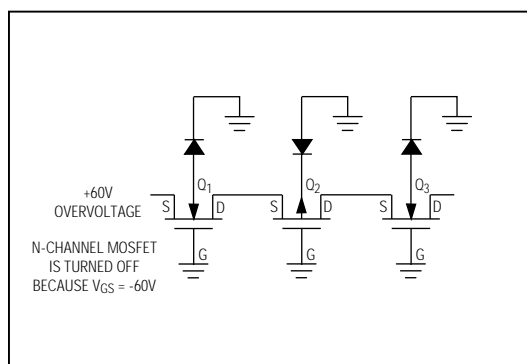 Q1 Q2 Q3
+60V
OVERVOLTAGE
S D S D S D
N-CHANNEL MOSFET
IS TURNED OFF
BECAUSE VGS = -60V
G G G